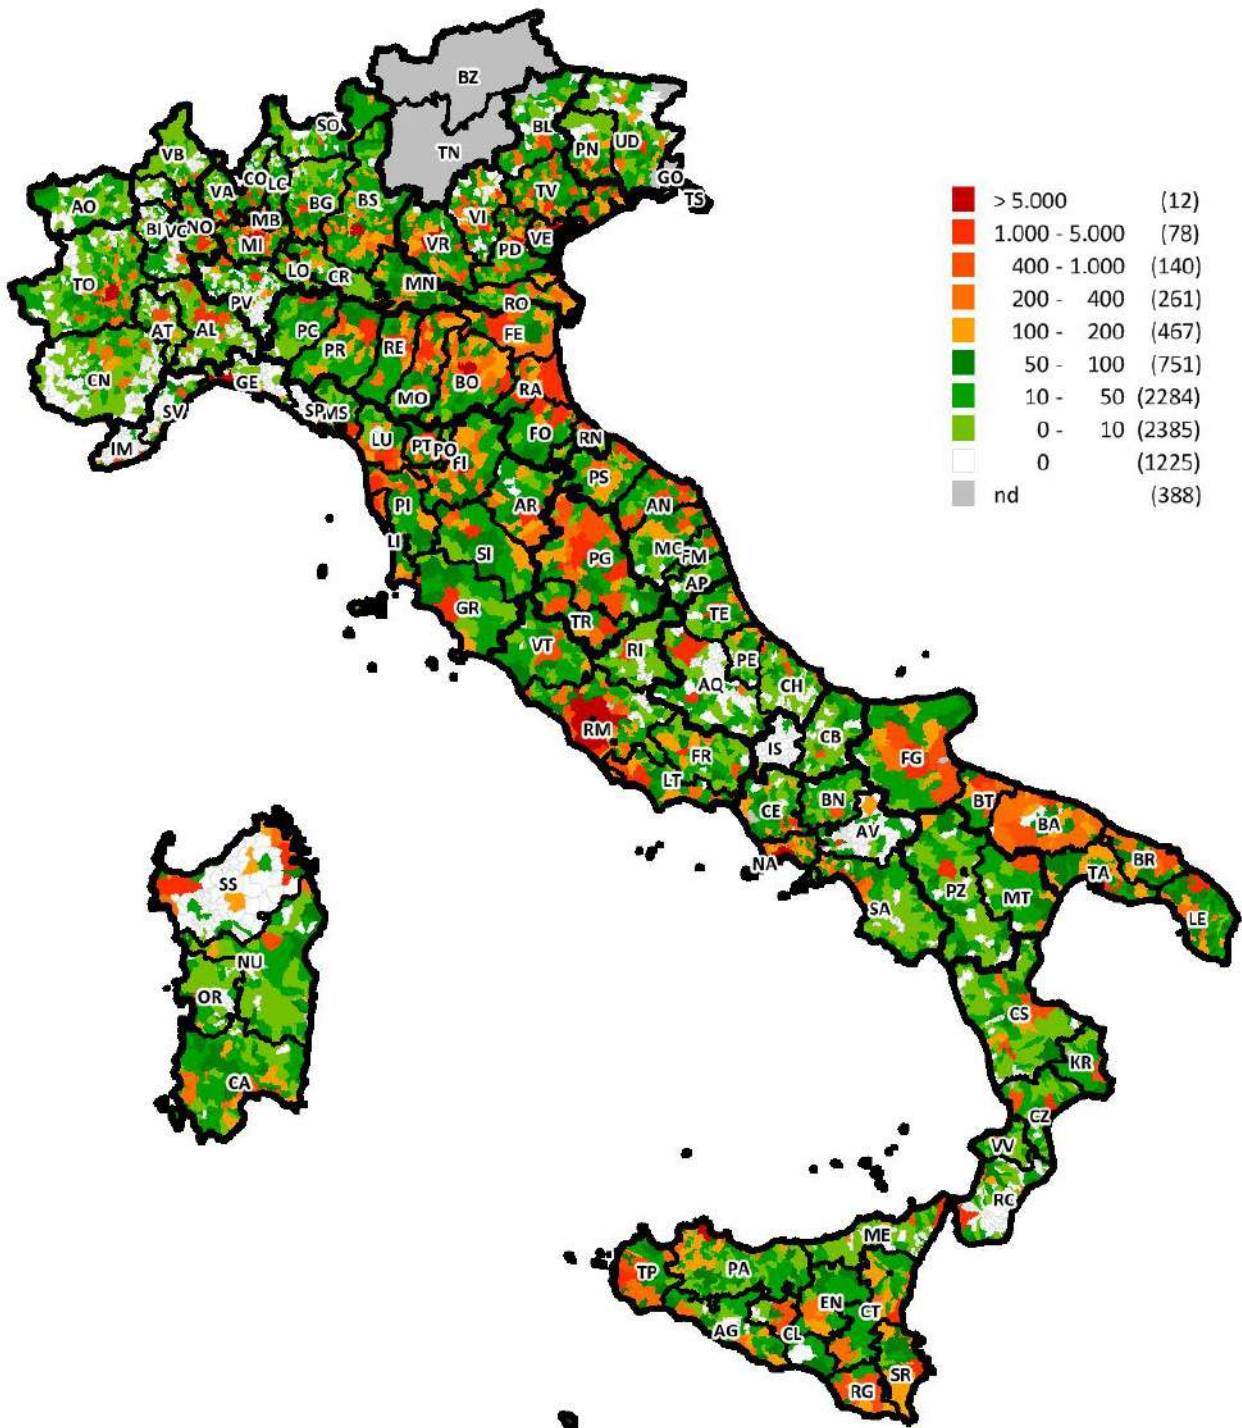 BZ
SO
BL
TN
PN
UD
VB
CO
LC
GO
TS
AO
VA
BG
BS
TV
BI
VC
NO
MB
VI
MI
VR
PD
VE
TO
LO
CR
MN
PV
RO
AT
AL
PC
PR
RE
FE
CN
GE
BO
MO
RA
SV
SP
MS
IM
LU
PT
PO
FI
FO
RN
PS
PI
AR
AN
LI
SI
PG
MC
FM
AP
GR
TR
TE
VT
RI
PE
AQ
CH
RM
IS
CB
FR
FG
LT
CE
BN
BT
BA
AV
NA
BR
TA
SS
SA
PZ
MT
LE
NU
OR
CS
CA
KR
CZ
VV
RC
ME
TP
PA
EN
CT
AG
CL
SR
RG
> 5.000 (12)
1.000 - 5.000 (78)
400 - 1.000 (140)
200 - 400 (261)
100 - 200 (467)
50 - 100 (751)
10 - 50 (2284)
0 - 10 (2385)
0 (1225)
nd (388)